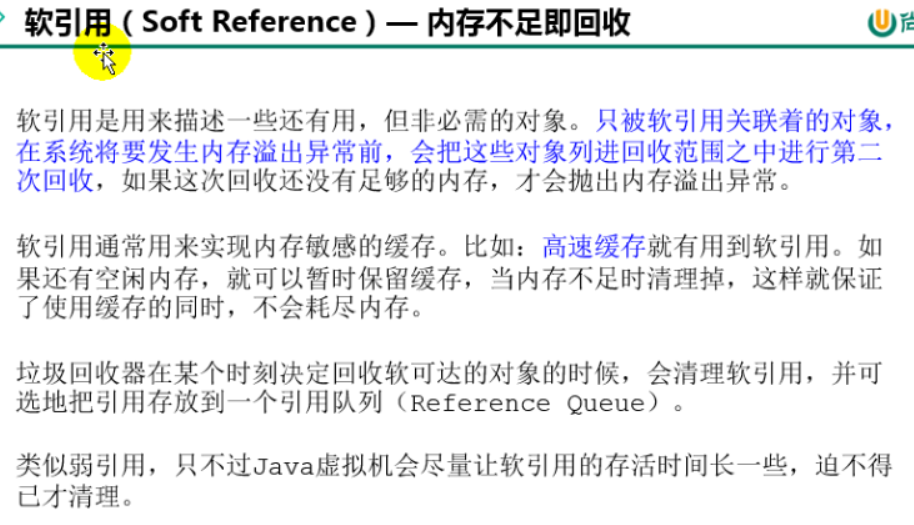 软引用（Soft Reference）— 内存不足即回收
尚
软引用是用来描述一些还有用，但非必需的对象。只被软引用关联着的对象，
在系统将要发生内存溢出异常前，会把这些对象列进回收范围之中进行第二
次回收，如果这次回收还没有足够的内存，才会抛出内存溢出异常。
软引用通常用来实现内存敏感的缓存。比如：高速缓存就有用到软引用。如
果还有空闲内存，就可以暂时保留缓存，当内存不足时清理掉，这样就保证
了使用缓存的同时，不会耗尽内存。
垃圾回收器在某个时刻决定回收软可达的对象的时候，会清理软引用，并可
选地把引用存放到一个引用队列（Reference Queue）。
类似弱引用，只不过Java虚拟机会尽量让软引用的存活时间长一些，迫不得
已才清理。